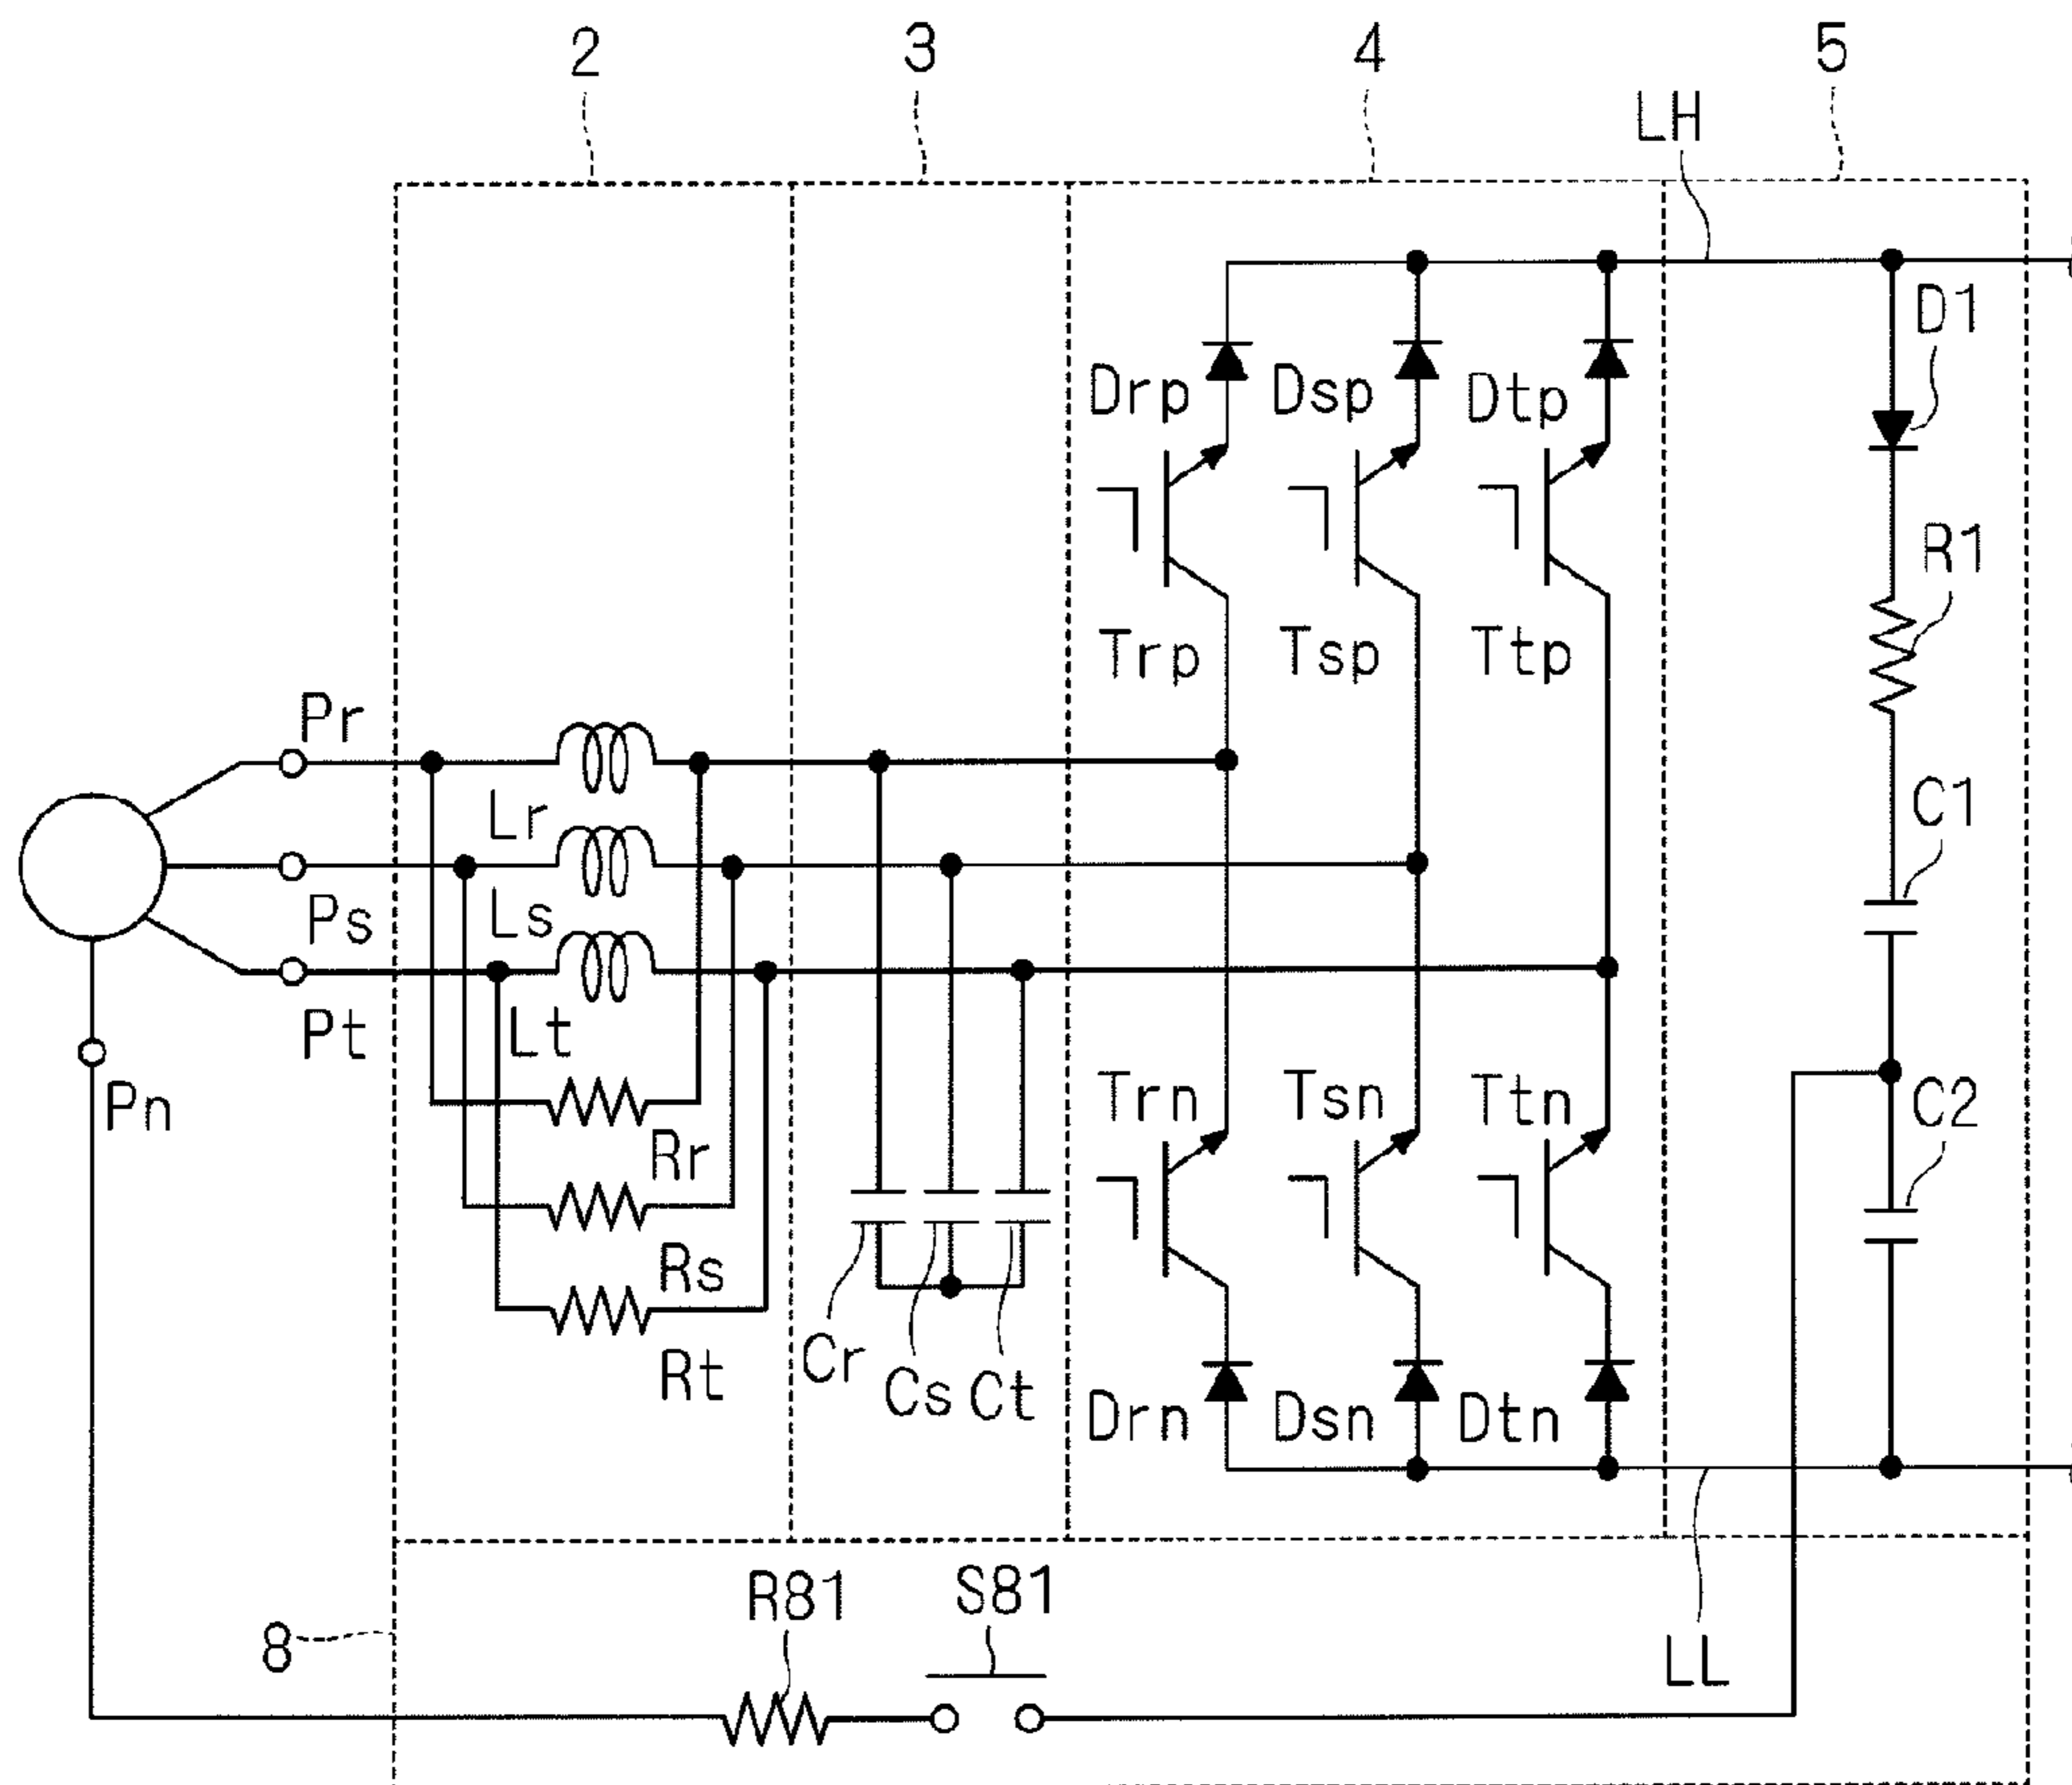 2
3
4
5
LH
D1
Drp
Dsp
Dtp
R1
Trp
Tsp
Ttp
Pr
C1
Lr
Ps
Ls
Pt
Lt
Pn
Trn
Tsn
Ttn
C2
Rr
Rs
Rt
Cr
Cs
Ct
Drn
Dsn
Dtn
R81
S81
8
LL